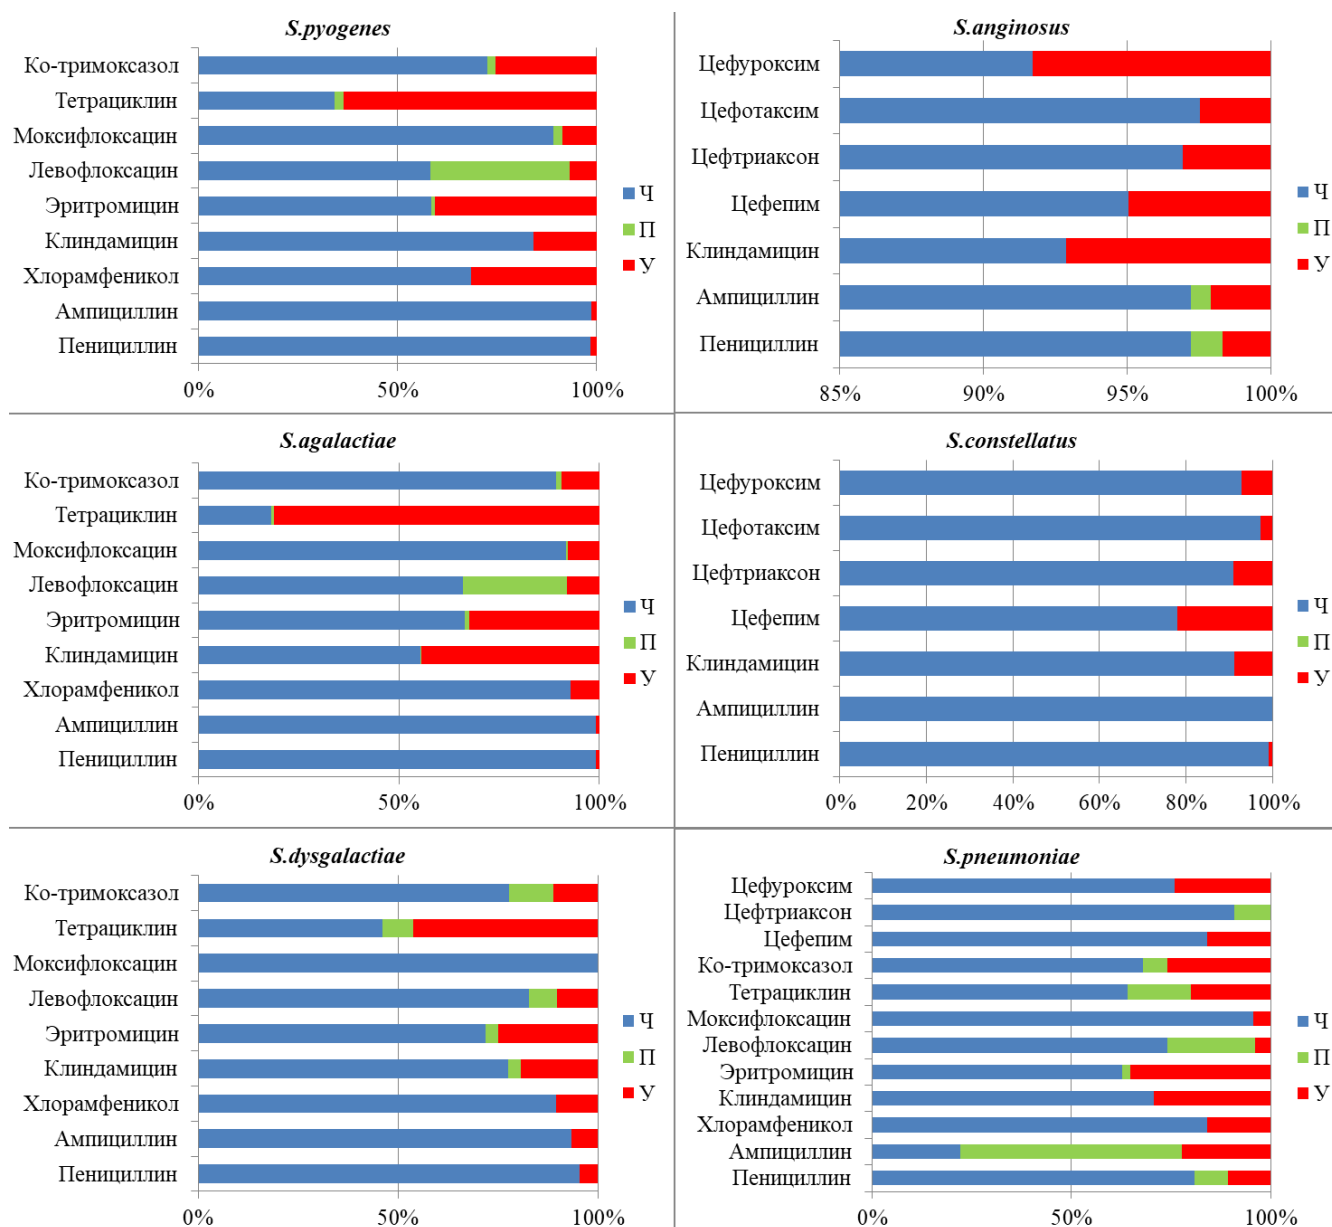 S.pyogenes
Ко-тримоксазол
Тетрациклин
Моксифлоксацин
Левофлоксацин
Эритромицин
Клиндамицин
Хлорамфеникол
Ампициллин
Пенициллин
0% 50% 100%
Ч
П
У
S.anginosus
Цефуроксим
Цефотаксим
Цефтриаксон
Цефепим
Клиндамицин
Ампициллин
Пенициллин
85% 90% 95% 100%
Ч
П
У
S.agalactiae
Ко-тримоксазол
Тетрациклин
Моксифлоксацин
Левофлоксацин
Эритромицин
Клиндамицин
Хлорамфеникол
Ампициллин
Пенициллин
0% 50% 100%
Ч
П
У
S.constellatus
Цефуроксим
Цефотаксим
Цефтриаксон
Цефепим
Клиндамицин
Ампициллин
Пенициллин
0% 20% 40% 60% 80% 100%
Ч
П
У
S.dysgalactiae
Ко-тримоксазол
Тетрациклин
Моксифлоксацин
Левофлоксацин
Эритромицин
Клиндамицин
Хлорамфеникол
Ампициллин
Пенициллин
0% 50% 100%
Ч
П
У
S.pneumoniae
Цефуроксим
Цефтриаксон
Цефепим
Ко-тримоксазол
Тетрациклин
Моксифлоксацин
Левофлоксацин
Эритромицин
Клиндамицин
Хлорамфеникол
Ампициллин
Пенициллин
0% 50% 100%
Ч
П
У